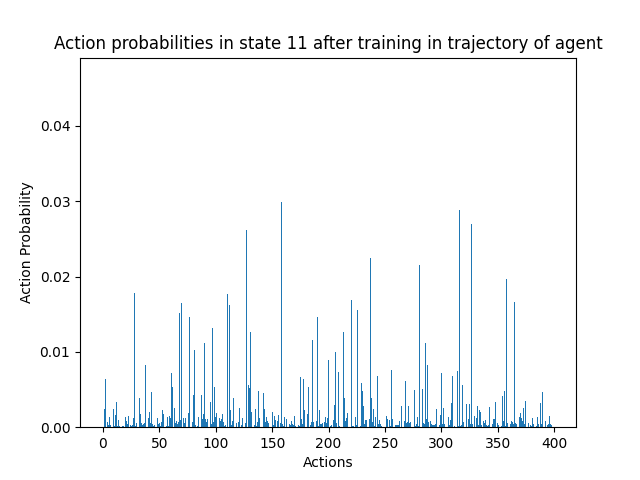 Action probabilities in state 11 after training in trajectory of agent
0.04
0.03
0.02
0.01
0.00
Action Probability
0 50 100 150 200 250 300 350 400
Actions